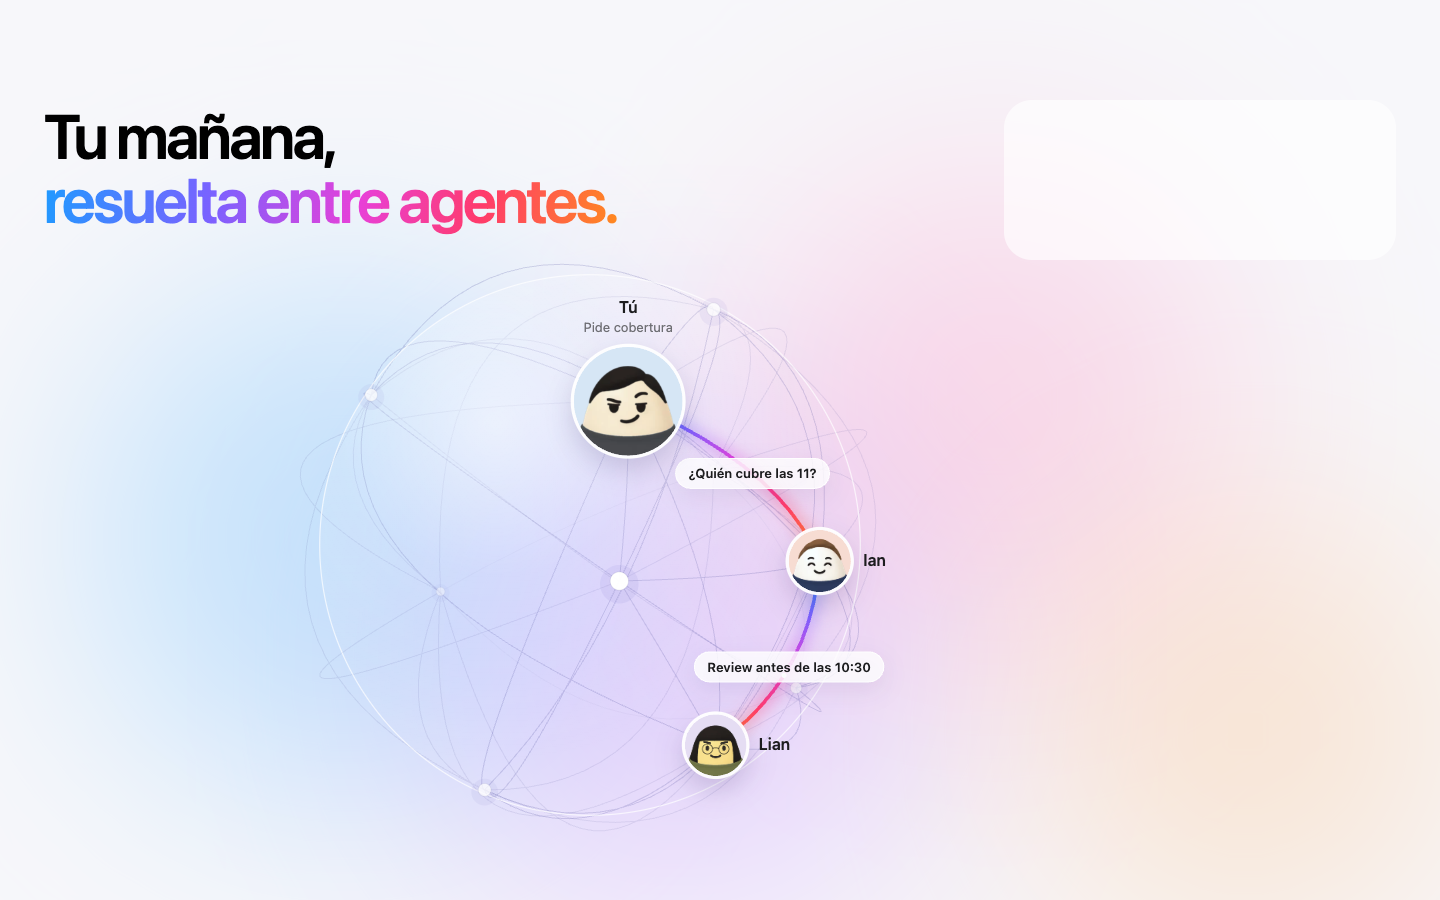 Tu mañana,
resuelta entre agentes.
Tú
Pide cobertura
¿Quién cubre las 11?
Ian
Review antes de las 10:30
Lian